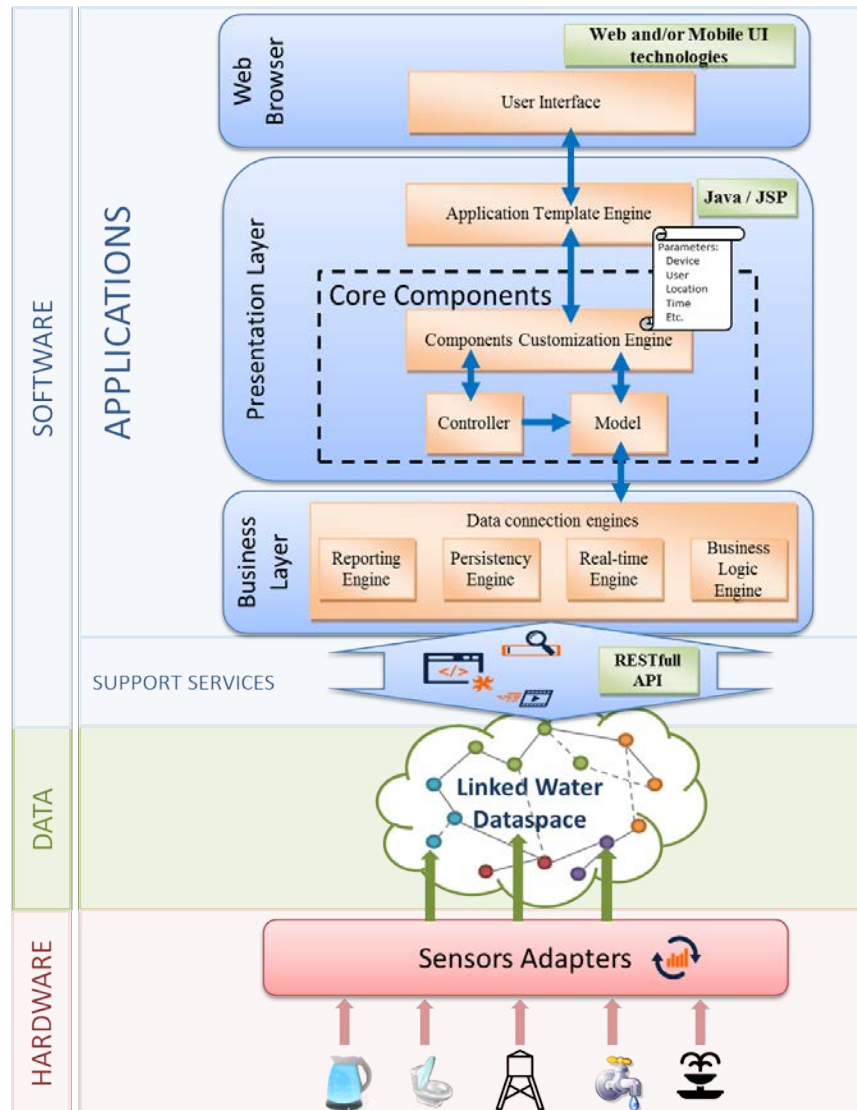 Web and/or Mobile UI
technologies
Web
Browser
User Interface
SOFTWARE
APPLICATIONS
Presentation Layer
Application Template Engine
Java / JSP
Parameters:
Device
User
Location
Time
Etc.
Core Components
Components Customization Engine
Controller
Model
Business
Layer
Data connection engines
Reporting
Engine
Persistency
Engine
Real-time
Engine
Business
Logic
Engine
SUPPORT SERVICES
</>
RESTfull
API
DATA
Linked Water
Dataspace
HARDWARE
Sensors Adapters